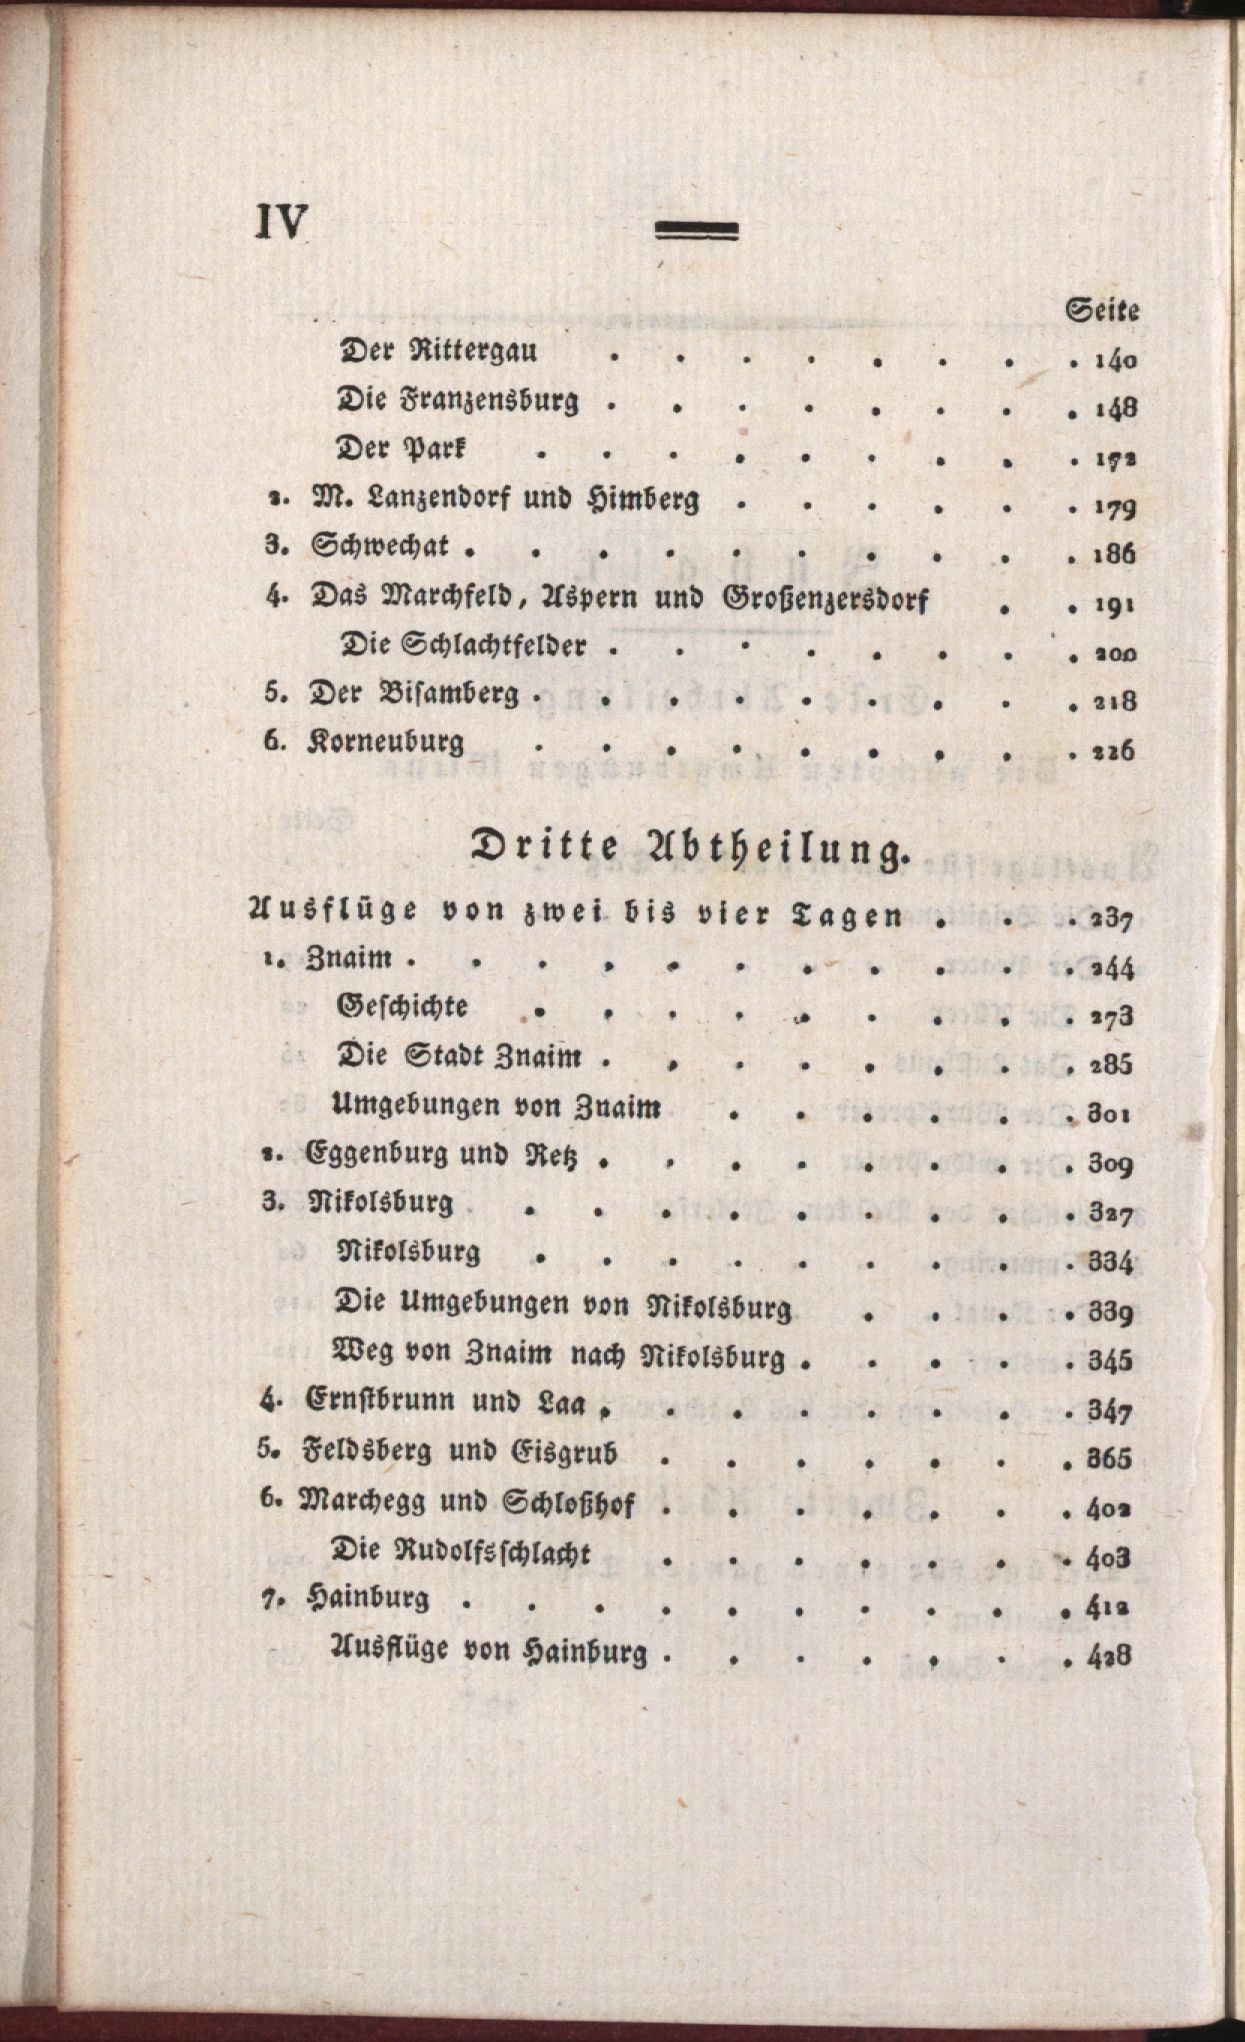 IV
Seite
Der Rittergau . . . . . . . . 140
Die Franzensburg . . . . . . . . 148
Der Park . . . . . . . . . 172
2. M. Lanzendorf und Himberg . . . . . . 179
3. Schwechat . . . . . . . . . . 186
4. Das Marchfeld, Aspern und Großenzersdorf . . 191
Die Schlachtfelder . . . . . . . . 200
5. Der Bisamberg . . . . . . . . . 218
6. Korneuburg . . . . . . . . . 226
Dritte Abtheilung.
Ausflüge von zwei bis vier Tagen . . . 237
1. Znaim . . . . . . . . . . . 244
Geschichte . . . . . . . . . 273
Die Stadt Znaim . . . . . . . . 285
Umgebungen von Znaim . . . . . . 301
2. Eggenburg und Retz . . . . . . . . 309
3. Nikolsburg . . . . . . . . . 327
Nikolsburg . . . . . . . . . 334
Die Umgebungen von Nikolsburg . . . . 339
Weg von Znaim nach Nikolsburg . . . . . 345
4. Ernstbrunn und Laa . . . . . . . . 347
5. Feldsberg und Eisgrub . . . . . . . 365
6. Marchegg und Schloßhof . . . . . . . 402
Die Rudolfsschlacht . . . . . . . 403
7. Hainburg . . . . . . . . . . 412
Ausflüge von Hainburg . . . . . . . 428